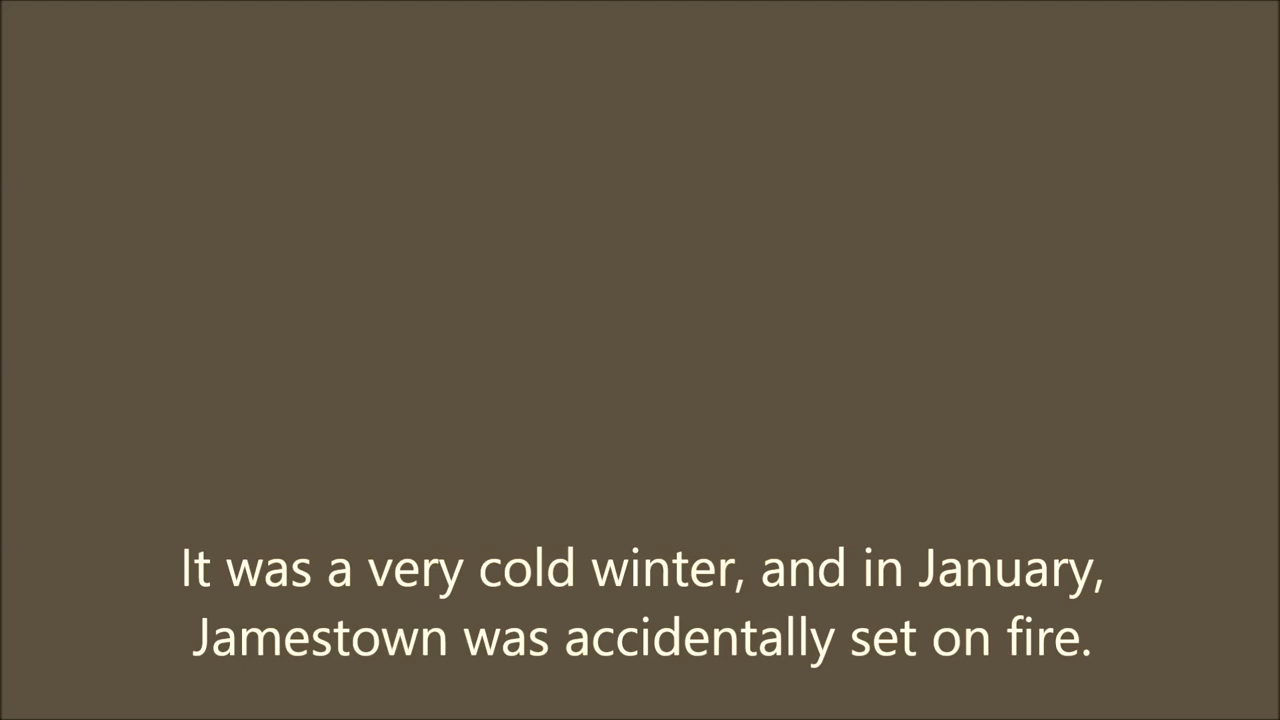 It was a very cold winter, and in January,
Jamestown was accidentally set on fire.